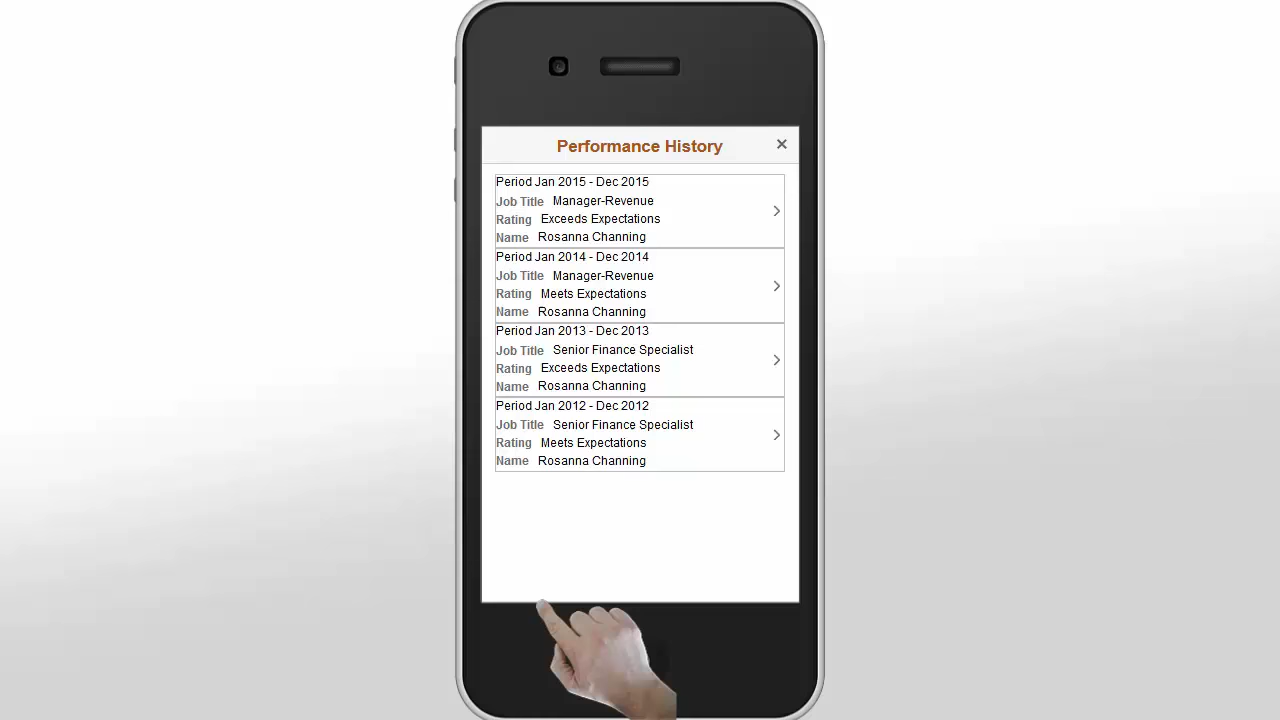 Performance History
Period Jan 2015 - Dec 2015
Job Title Manager-Revenue
Rating Exceeds Expectations
Name Rosanna Channing
Period Jan 2014 - Dec 2014
Job Title Manager-Revenue
Rating Meets Expectations
Name Rosanna Channing
Period Jan 2013 - Dec 2013
Job Title Senior Finance Specialist
Rating Exceeds Expectations
Name Rosanna Channing
Period Jan 2012 - Dec 2012
Job Title Senior Finance Specialist
Rating Meets Expectations
Name Rosanna Channing